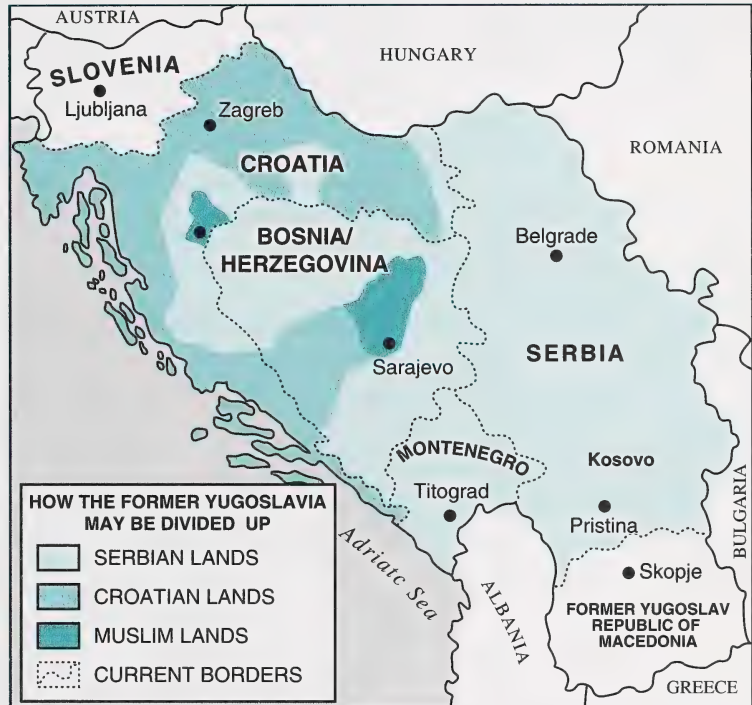 AUSTRIA
HUNGARY
SLOVENIA
Ljubljana
Zagreb
ROMANIA
CROATIA
BOSNIA/
HERZEGOVINA
Belgrade
SERBIA
Sarajevo
MONTENEGRO
Kosovo
Titograd
Pristina
BULGARIA
Adriatc Sea
ALBANIA
Skopje
FORMER YUGOSLAV
REPUBLIC OF
MACEDONIA
GREECE
HOW THE FORMER YUGOSLAVIA
MAY BE DIVIDED UP
SERBIAN LANDS
CROATIAN LANDS
MUSLIM LANDS
CURRENT BORDERS